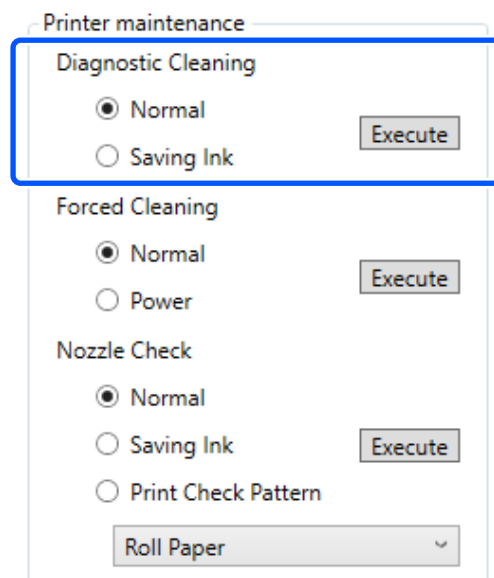 Printer maintenance
Diagnostic Cleaning
Normal
Execute
Saving Ink
Forced Cleaning
Normal
Execute
Power
Nozzle Check
Normal
Saving Ink
Execute
Print Check Pattern
Roll Paper